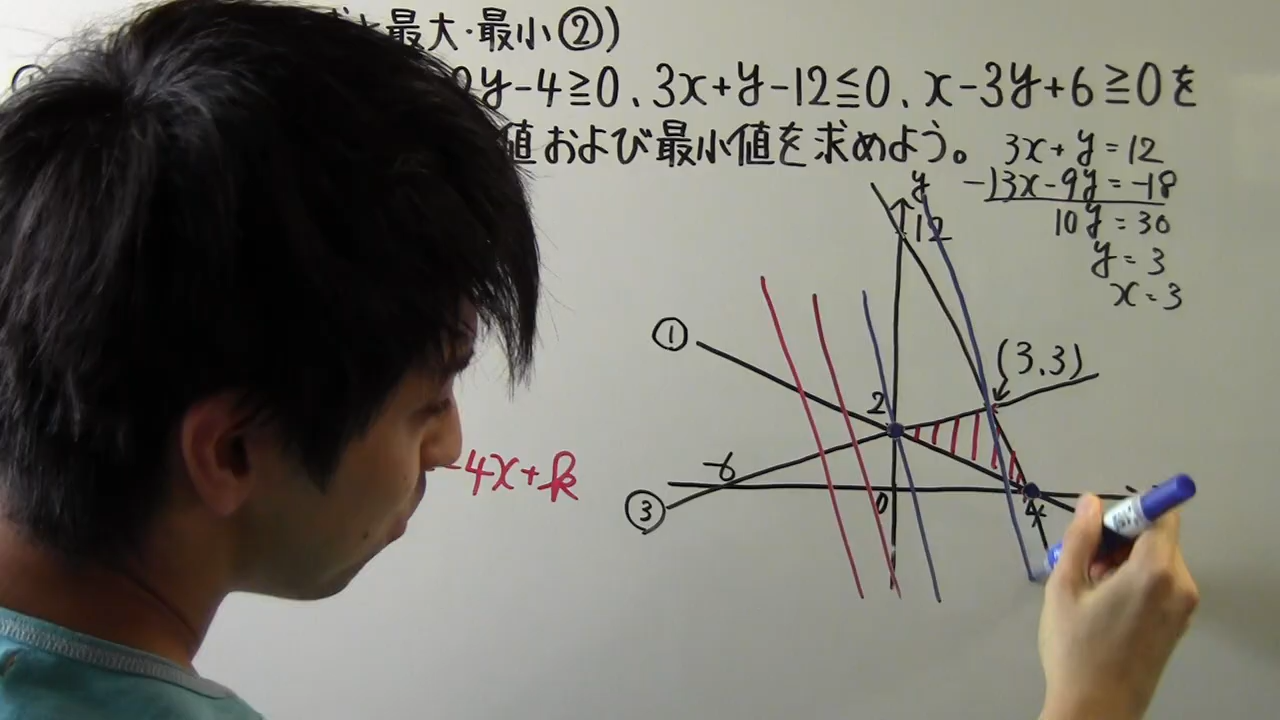 最大·最小②)
y-4≧0、3x+y-12≦0、x-3y+6≧0を
値および最小値を求めよう。
3x+y=12
-)3x-9y=-18
10y=30
y=3
x=3
y
12
①
(3,3)
2
-6
-4x+k
③
0
4
x